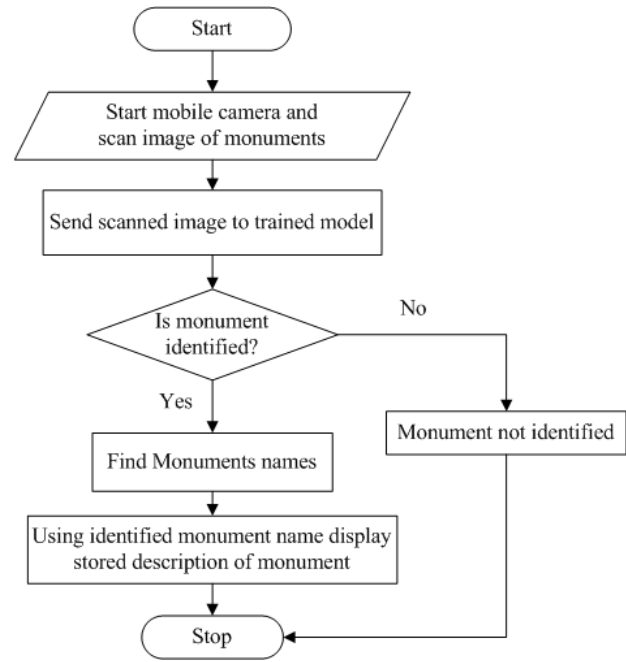 Start
Start mobile camera and
scan image of monuments
Send scanned image to trained model
Is monument
identified?
No
Yes
Monument not identified
Find Monuments names
Using identified monument name display
stored description of monument
Stop